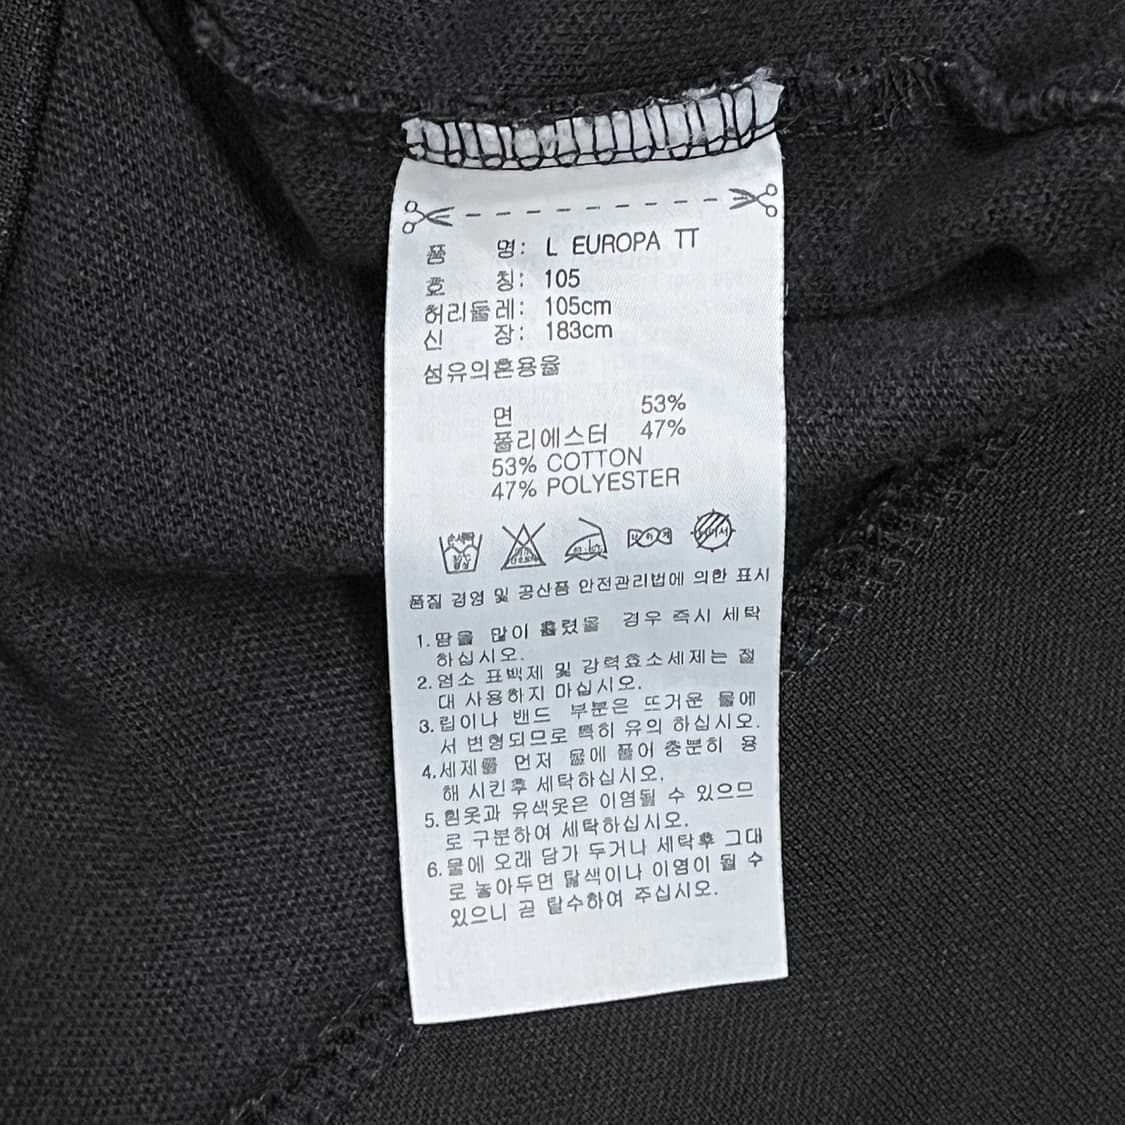 품 명: L EUROPA TT
호 칭: 105
허리둘레: 105cm
신 장: 183cm
섬유의혼용율
면 53%
폴리에스터 47%
53% COTTON
47% POLYESTER
품질 경영 및 공산품 안전관리법에 의한 표시
1.땀을 많이 흘렸을 경우 즉시 세탁
하십시오.
2.염소 표백제 및 강력효소세제는 절
대 사용하지 마십시오.
3.립이나 밴드 부분은 뜨거운 물에
서 변형되므로 특히 유의 하십시오.
4.세제를 먼저 물에 풀어 충분히 용
해 시킨후 세탁하십시오.
5.흰옷과 유색옷은 이염될 수 있으므
로 구분하여 세탁하십시오.
6.물에 오래 담가 두거나 세탁후 그대
로 놓아두면 탈색이나 이염이 될 수
있으니 곧 탈수하여 주십시오.